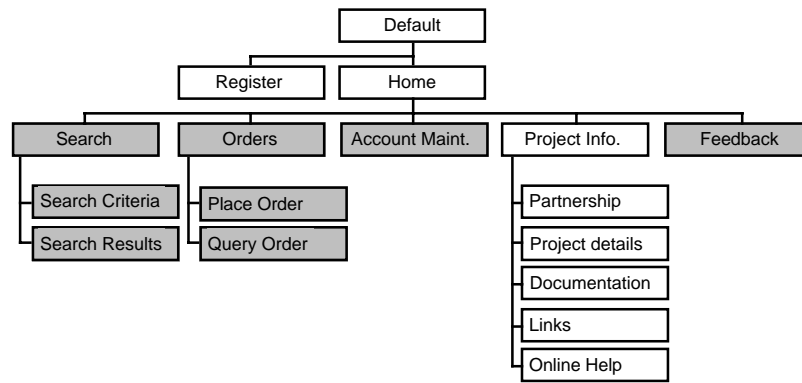 Default
Register
Home
Search
Orders
Account Maint.
Project Info.
Feedback
Search Criteria
Place Order
Partnership
Search Results
Query Order
Project details
Documentation
Links
Online Help